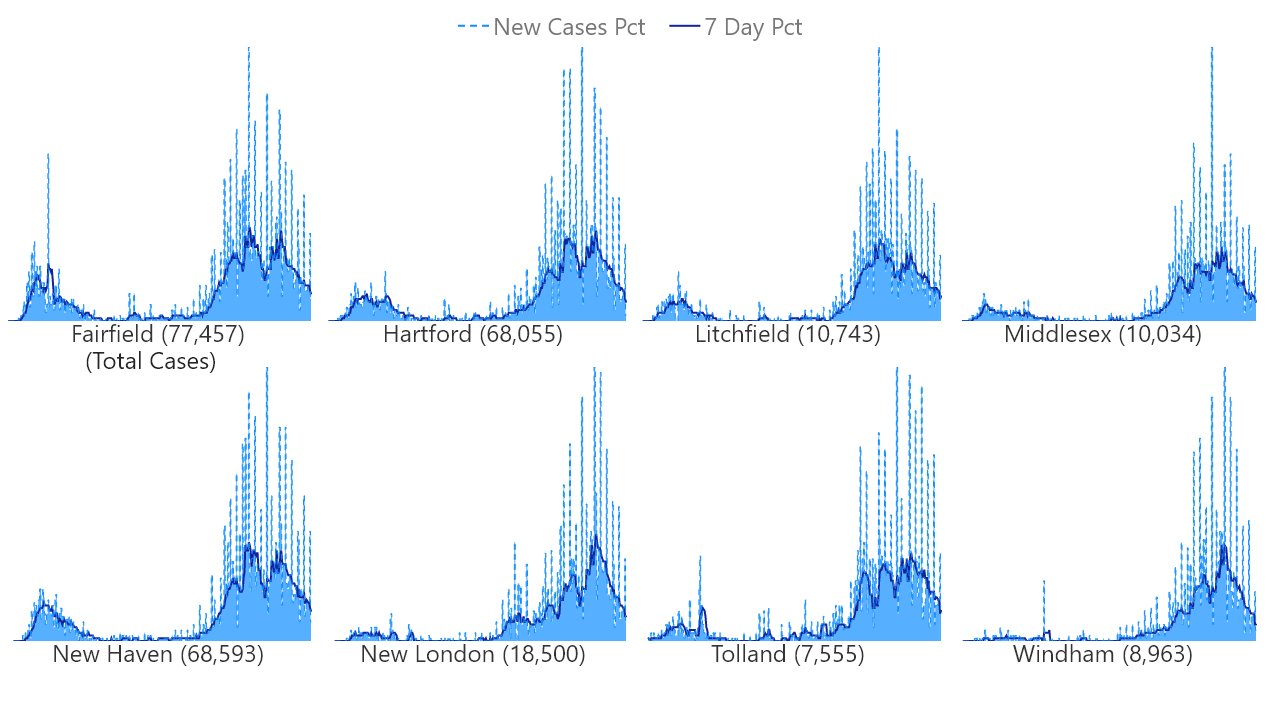 New Cases Pct 7 Day Pct
Fairfield (77,457)
(Total Cases)
Hartford (68,055)
Litchfield (10,743)
Middlesex (10,034)
New Haven (68,593)
New London (18,500)
Tolland (7,555)
Windham (8,963)